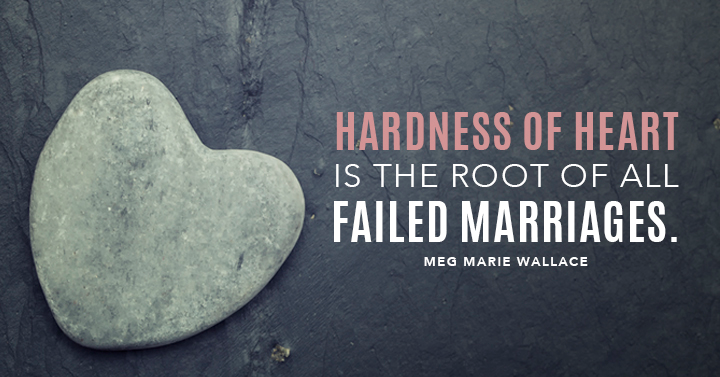 HARDNESS OF HEART
IS THE ROOT OF ALL
FAILED MARRIAGES.
MEG MARIE WALLACE